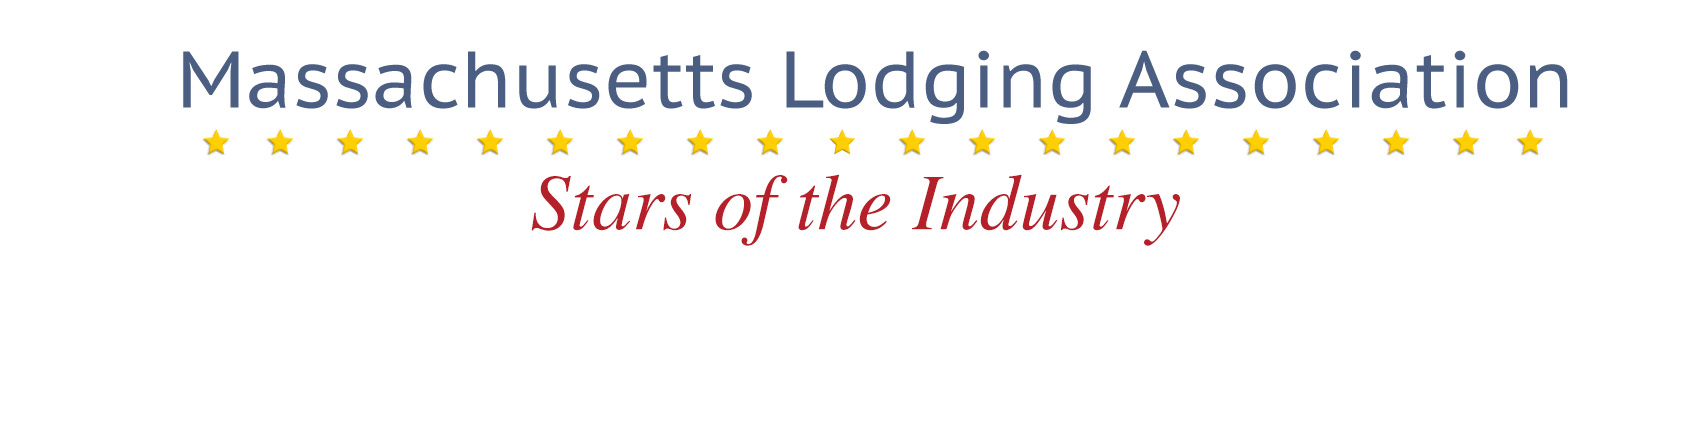 Massachusetts Lodging Association
Stars of the Industry